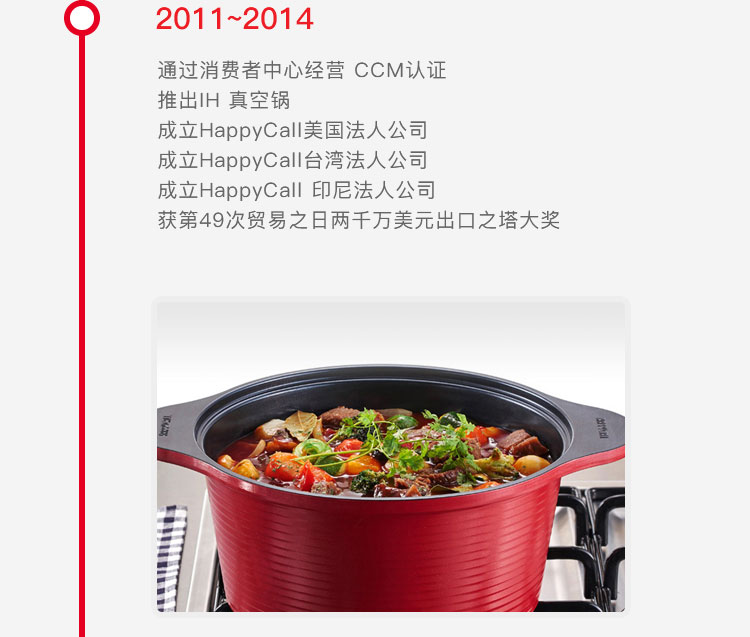 2011~2014
通过消费者中心经营 CCM认证
推出IH 真空锅
成立HappyCall美国法人公司
成立HappyCall台湾法人公司
成立HappyCall 印尼法人公司
获第49次贸易之日两千万美元出口之塔大奖